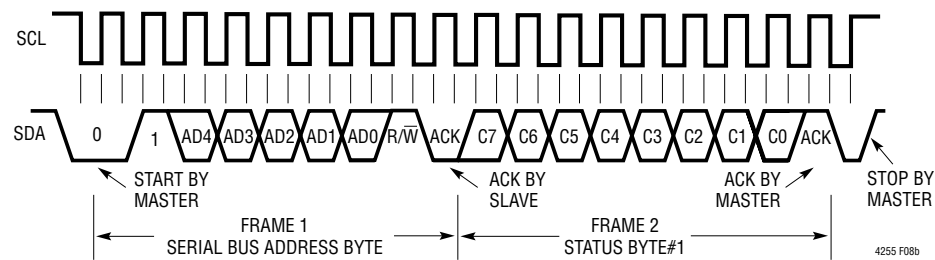 SCL
SDA 0 1 AD4 AD3 AD2 AD1 AD0 R/W̅ ACK C7 C6 C5 C4 C3 C2 C1 C0 ACK
START BY
MASTER
ACK BY
SLAVE
ACK BY
MASTER
STOP BY
MASTER
FRAME 1
SERIAL BUS ADDRESS BYTE
FRAME 2
STATUS BYTE#1
4255 F08b